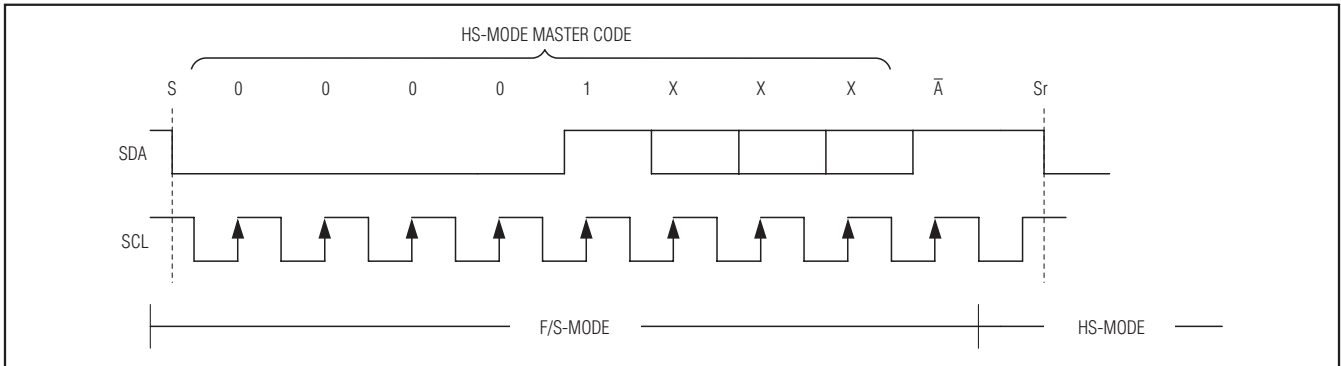 HS-MODE MASTER CODE
S 0 0 0 0 1 X X X A̅ Sr
SDA
SCL
F/S-MODE HS-MODE